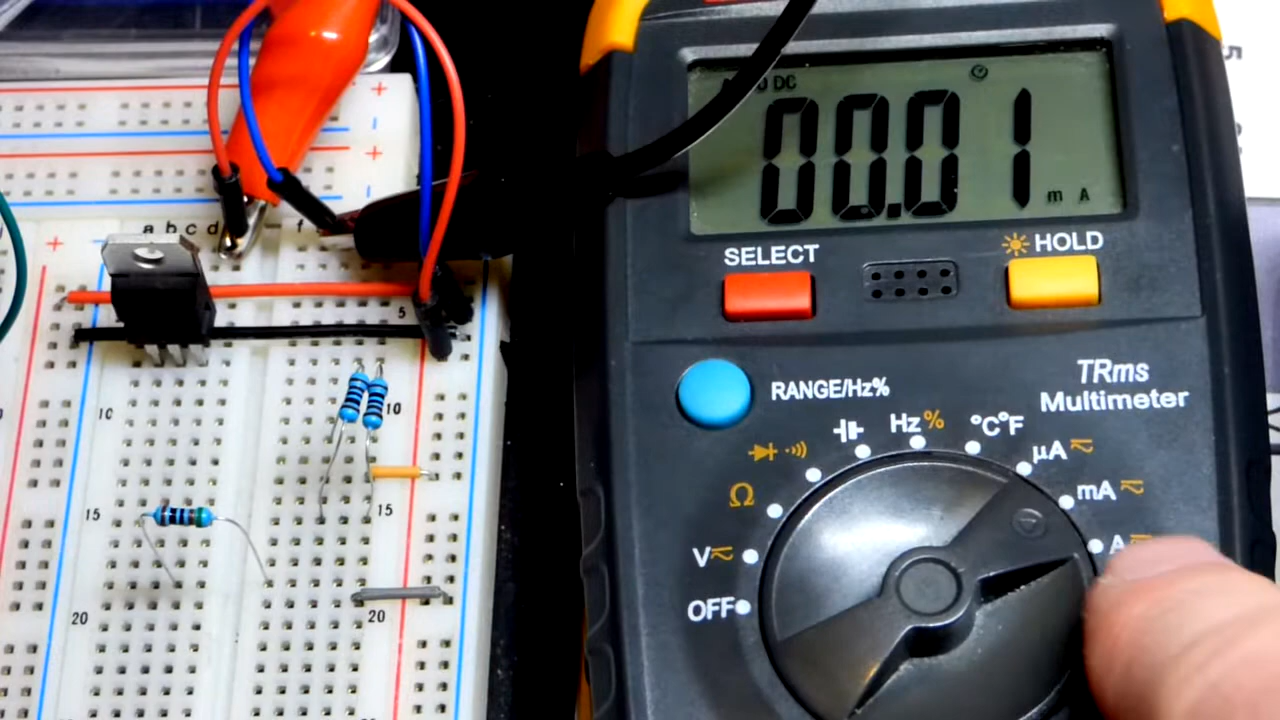 DC
00.01
m A
SELECT
HOLD
RANGE/Hz%
TRms
Multimeter
Hz %
°C°F
µA
mA
A
Ω
V
OFF
+
-
+
-
a b c d
f
+
5
10
10
15
15
20
20